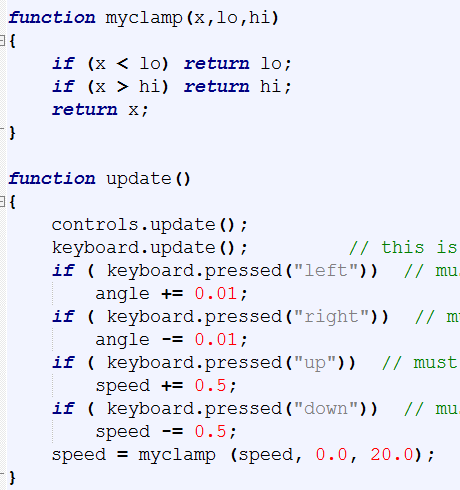 function myclamp(x,lo,hi)
{
    if (x < lo) return lo;
    if (x > hi) return hi;
    return x;
}
function update()
{
    controls.update();
    keyboard.update();         // this is
    if ( keyboard.pressed("left"))  // mu
        angle += 0.01;
    if ( keyboard.pressed("right"))  // m
        angle -= 0.01;
    if ( keyboard.pressed("up"))  // must
        speed += 0.5;
    if ( keyboard.pressed("down"))  // mu
        speed -= 0.5;
    speed = myclamp (speed, 0.0, 20.0);
}